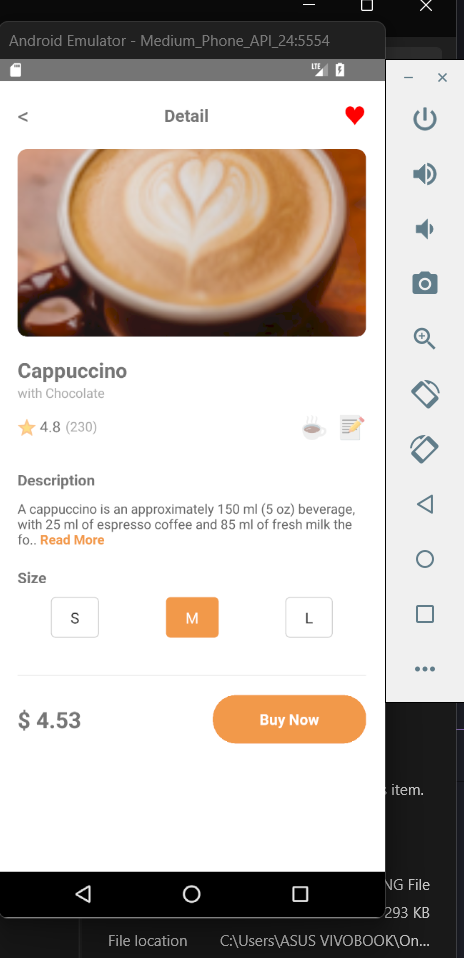 Android Emulator - Medium_Phone_API_24:5554
LTE
<
Detail
Cappuccino
with Chocolate
4.8 (230)
Description
A cappuccino is an approximately 150 ml (5 oz) beverage,
with 25 ml of espresso coffee and 85 ml of fresh milk the
fo.. Read More
Size
S
M
L
$ 4.53
Buy Now
item.
NG File
293 KB
File location
C:\Users\ASUS VIVOBOOK\On...